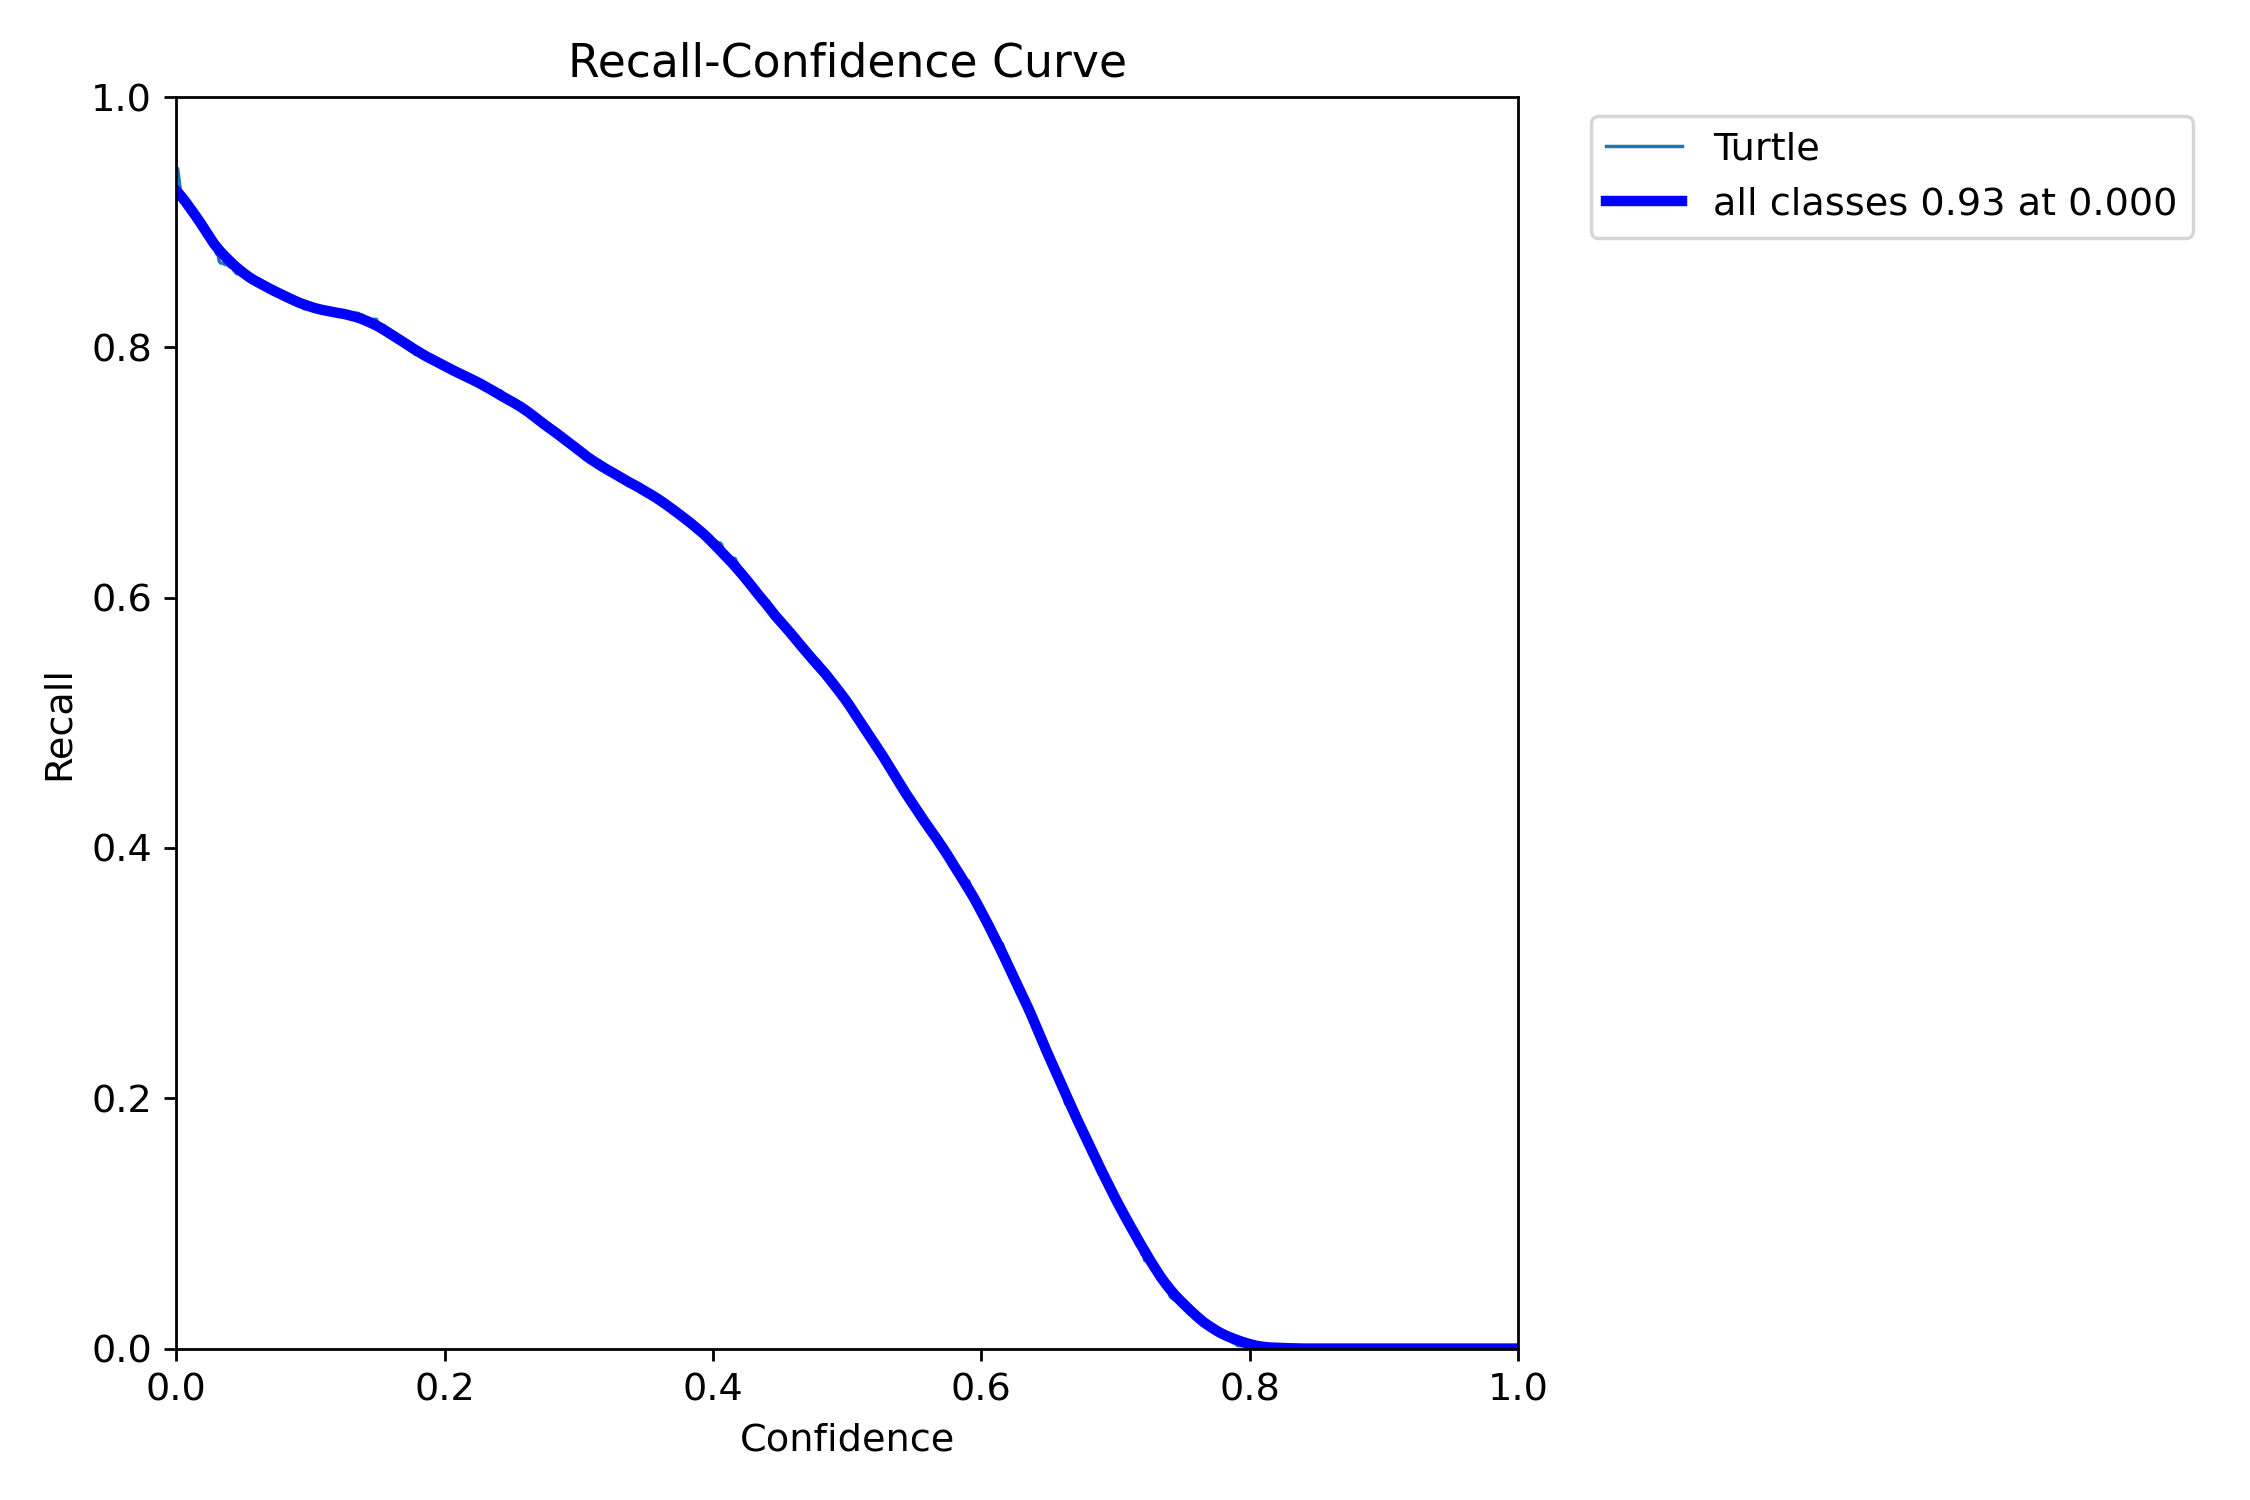 Recall-Confidence Curve
Turtle
all classes 0.93 at 0.000
1.0
0.8
0.6
0.4
0.2
0.0
Recall
0.0 0.2 0.4 0.6 0.8 1.0
Confidence